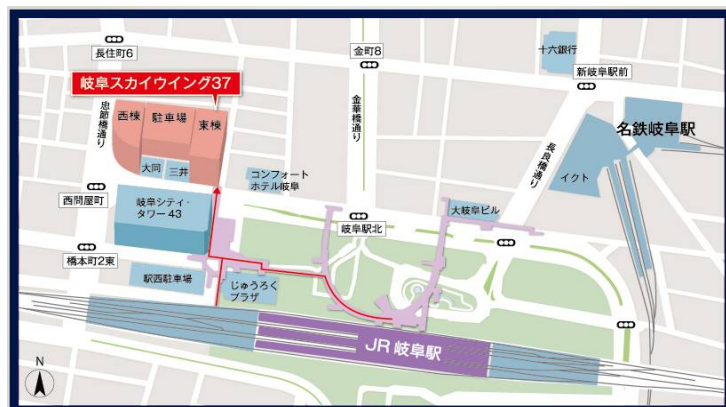 長住町6
金町8
十六銀行
新岐阜駅前
岐阜スカイウイング37
名鉄岐阜駅
西棟
駐車場
東棟
忠節橋通り
金華橋通り
長良橋通り
大同
三井
コンフォート
ホテル岐阜
イクト
西問屋町
岐阜シティ・
タワー43
大岐阜ビル
岐阜駅北
橋本町2東
駅西駐車場
じゅうろく
プラザ
JR 岐阜駅
N